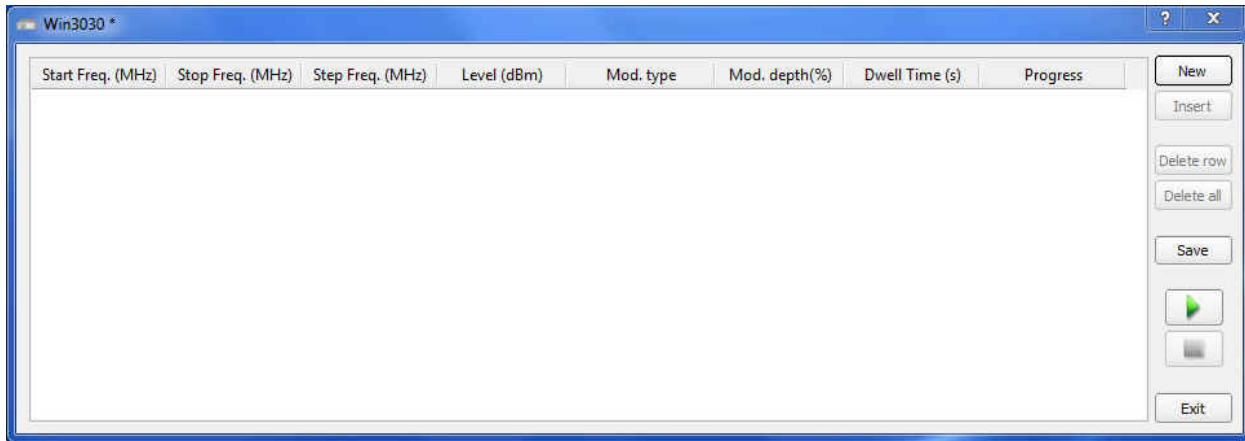 Win3030 *
Start Freq. (MHz) Stop Freq. (MHz) Step Freq. (MHz) Level (dBm) Mod. type Mod. depth(%) Dwell Time (s) Progress
New
Insert
Delete row
Delete all
Save
Exit